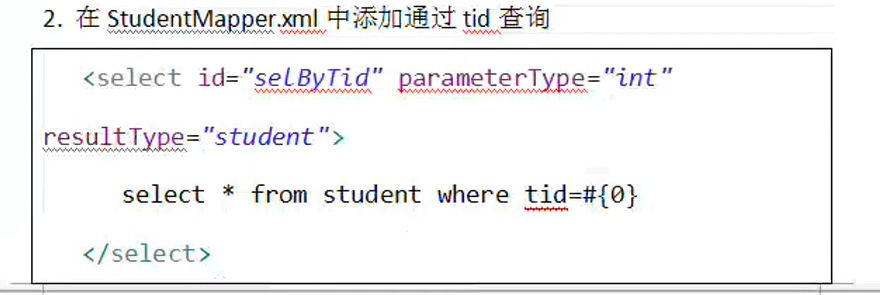 2. 在 StudentMapper.xml 中添加通过 tid 查询
<select id="selByTid" parameterType="int"
resultType="student">
select * from student where tid=#{0}
</select>